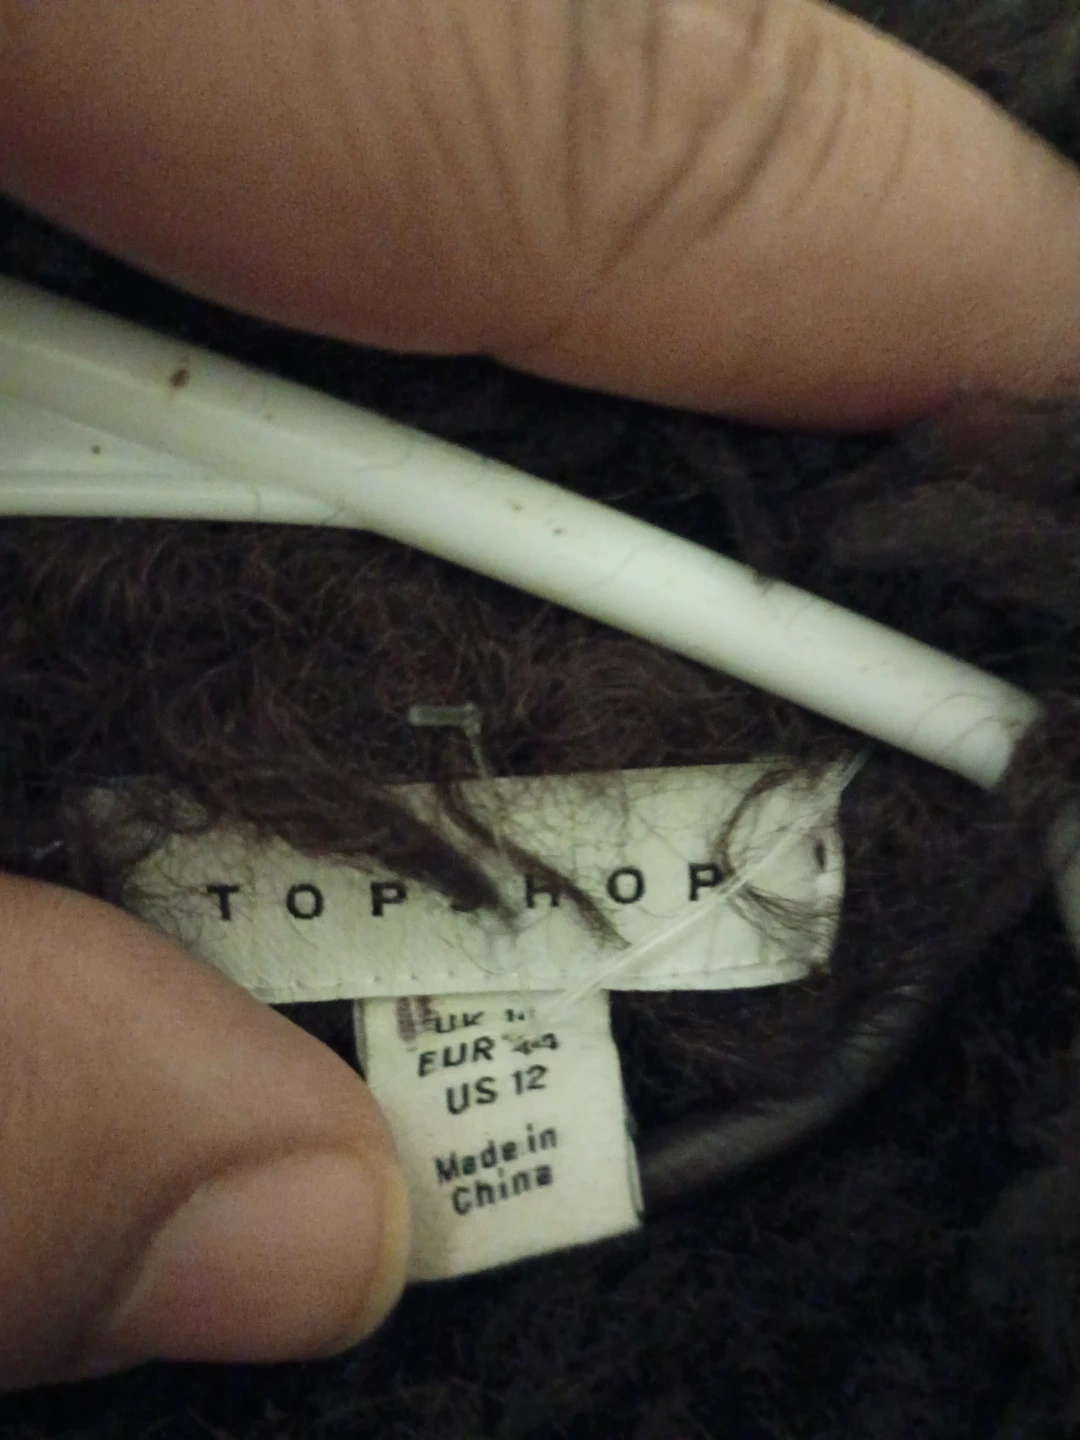 TOPSHOP
UK
EUR 44
US 12
Made in
China